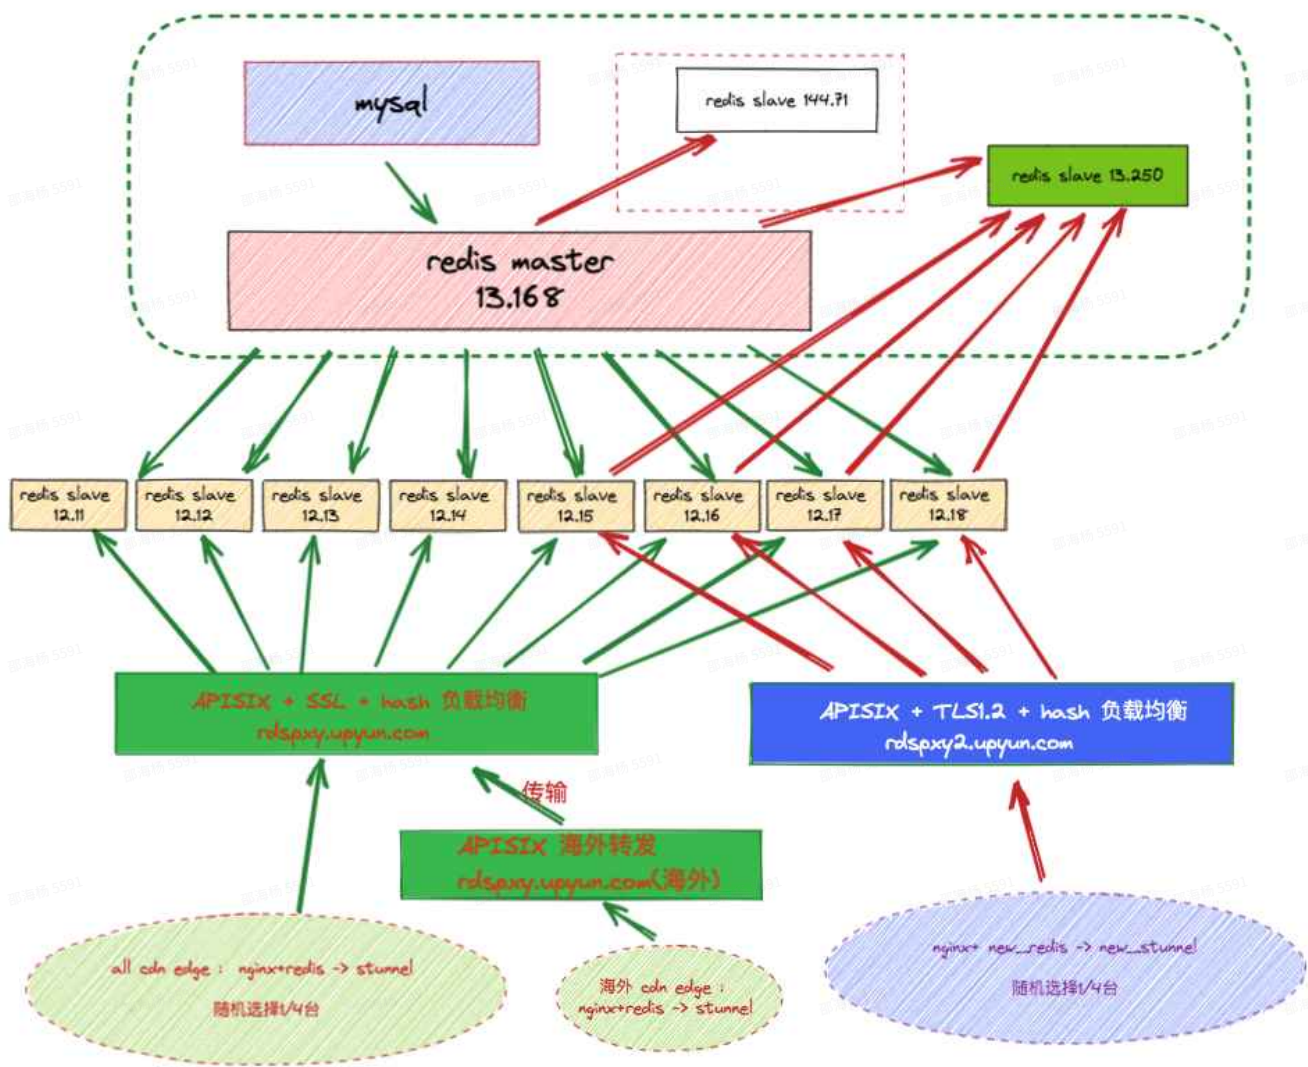 mysql
redis slave 144.71
redis slave 13.250
redis master
13.168
redis slave
12.11
redis slave
12.12
redis slave
12.13
redis slave
12.14
redis slave
12.15
redis slave
12.16
redis slave
12.17
redis slave
12.18
APISIX + SSL + hash 负载均衡
rdspxy.upyun.com
APISIX + TLS1.2 + hash 负载均衡
rdspxy2.upyun.com
传输
APISIX 海外转发
rdspxy.upyun.com(海外)
all cdn edge : nginx+redis -> stunnel
随机选择1/4台
海外 cdn edge :
nginx+redis -> stunnel
nginx+ new_redis -> new_stunnel
随机选择1/4台